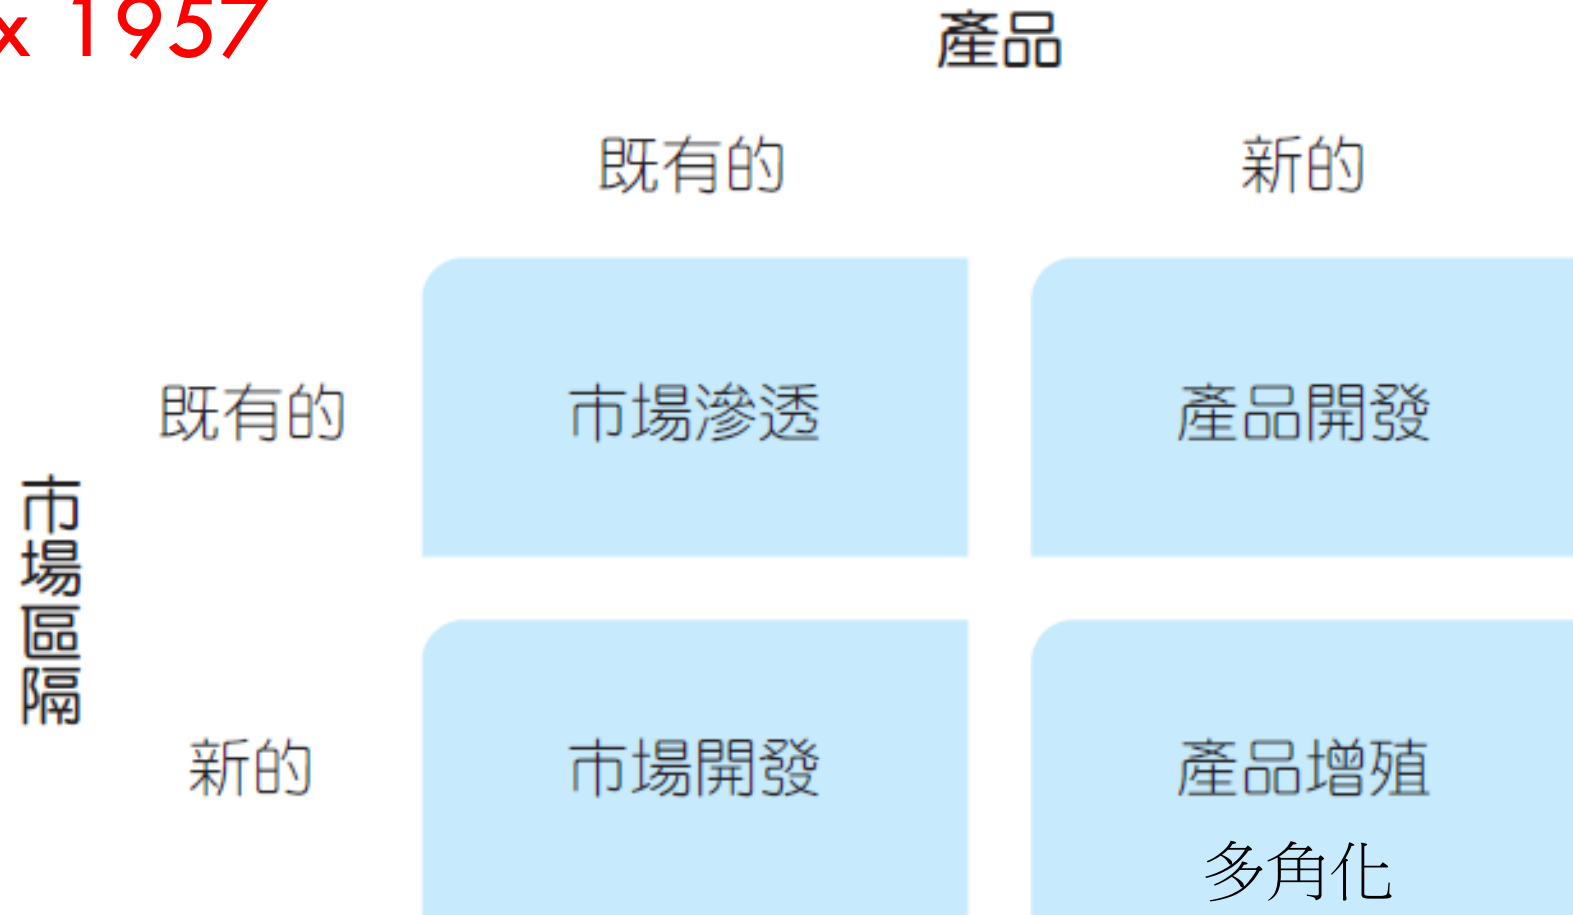 x 1957
產品
既有的 新的
既有的 市場滲透 產品開發
市場區隔
新的 市場開發 產品增殖
多角化